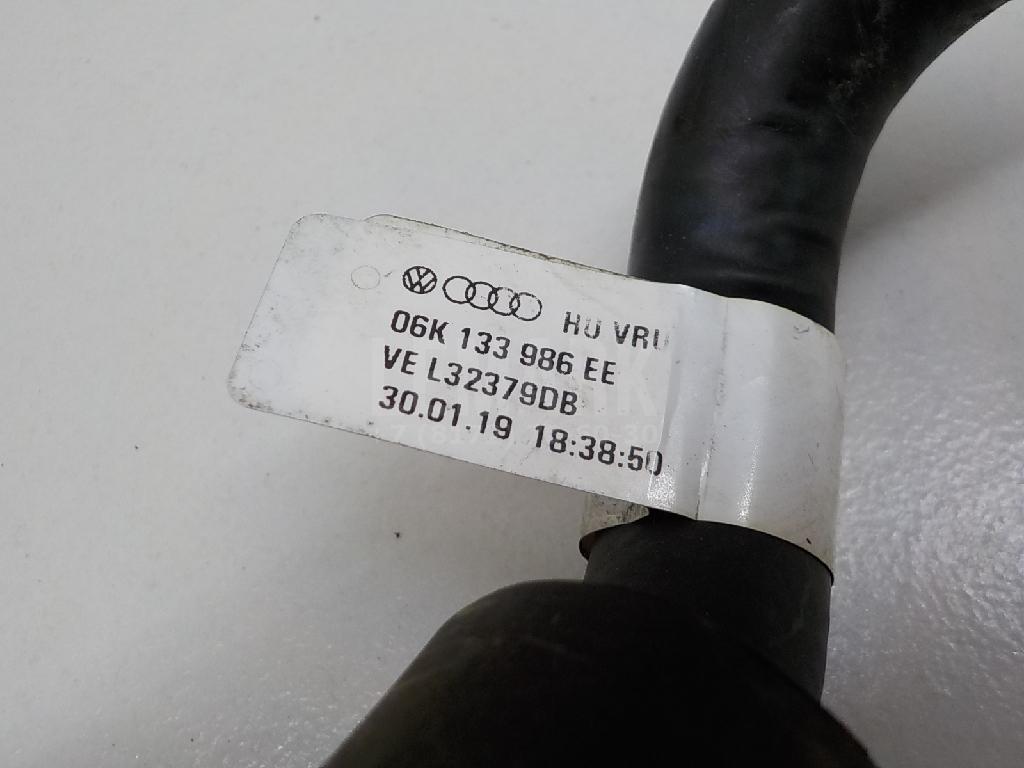 HU VRU
06K 133 986 EE
VE L32379DB
30.01.19 18:38:50